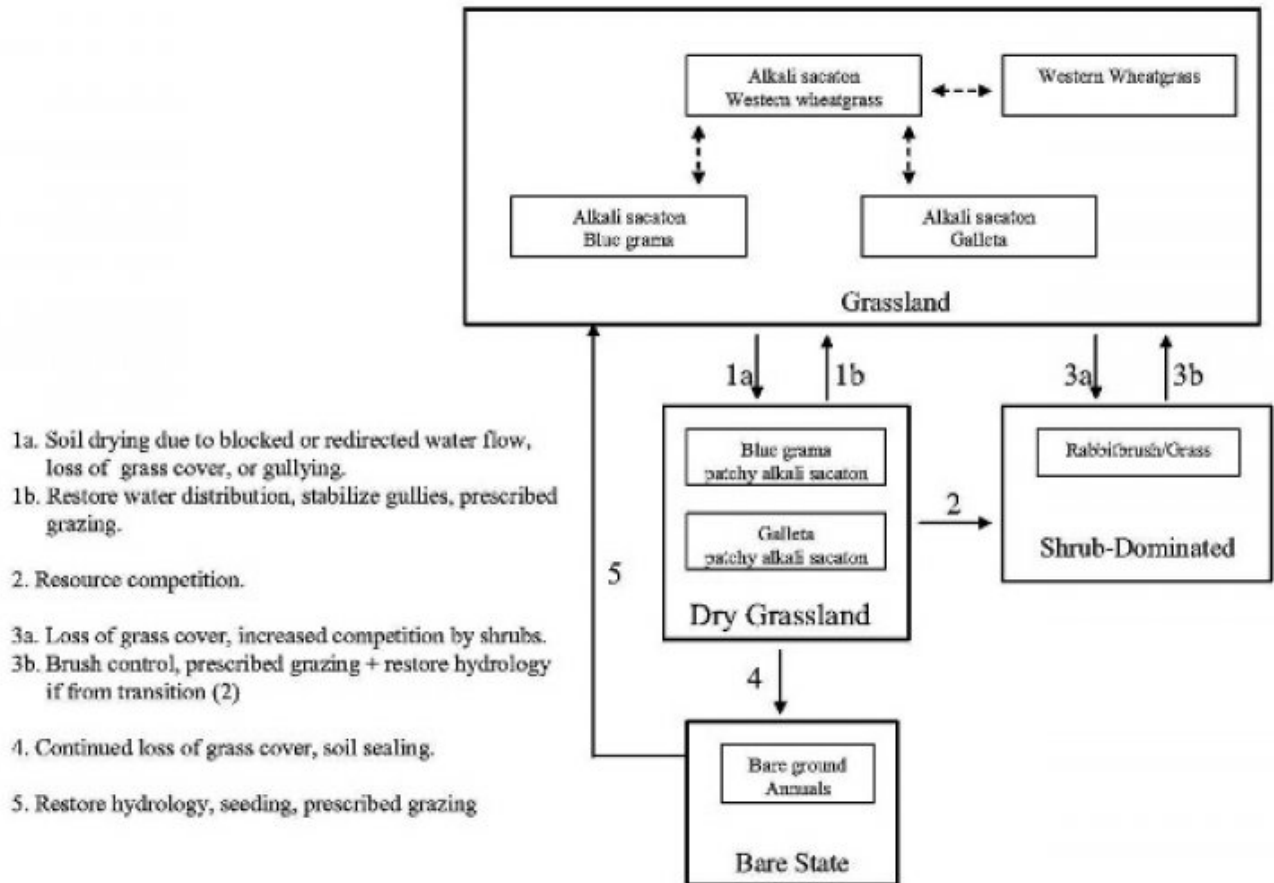 Alkali sacaton
Western wheatgrass
Western Wheatgrass
Alkali sacaton
Blue grama
Alkali sacaton
Galleta
Grassland
1a
1b
3a
3b
1a. Soil drying due to blocked or redirected water flow,
loss of grass cover, or gullying.
1b. Restore water distribution, stabilize gullies, prescribed
grazing.
2. Resource competition.
3a. Loss of grass cover, increased competition by shrubs.
3b. Brush control, prescribed grazing + restore hydrology
if from transition (2)
4. Continued loss of grass cover, soil sealing.
5. Restore hydrology, seeding, prescribed grazing
5
Blue grama
patchy alkali sacaton
Galleta
patchy alkali sacaton
Dry Grassland
2
Rabbitbrush/Grass
Shrub-Dominated
4
Bare ground
Annuals
Bare State